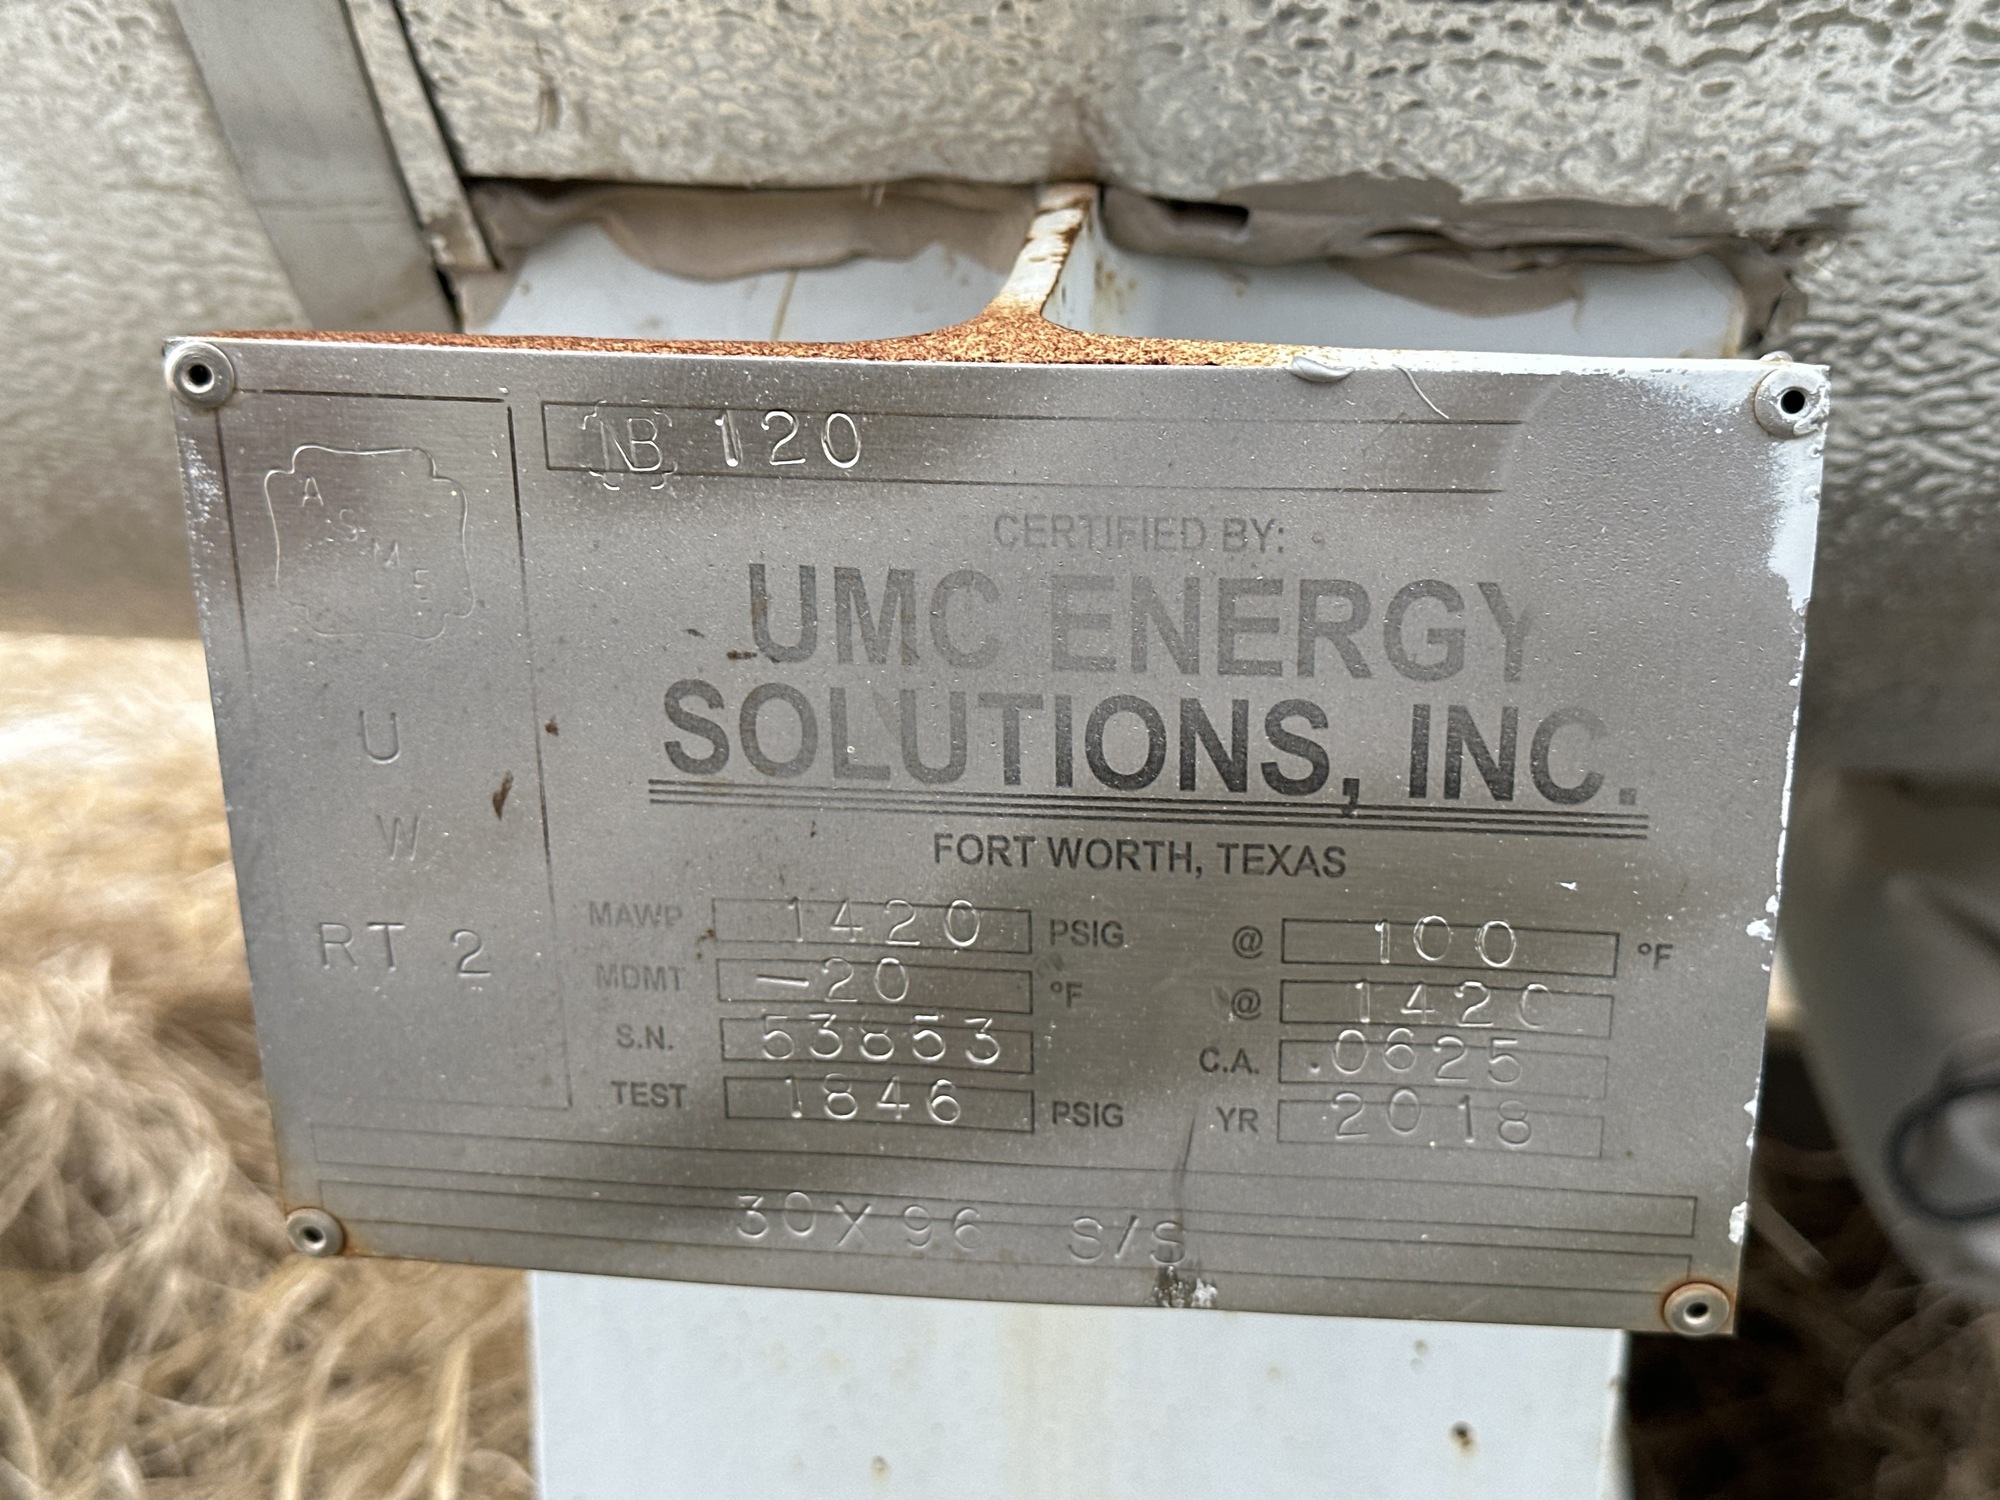 NB 120
ASME
U
W
RT 2
CERTIFIED BY:
UMC ENERGY
SOLUTIONS, INC.
FORT WORTH, TEXAS
MAWP 1420 PSIG @ 100 °F
MDMT -20 °F @ 1420
S.N. 53853 C.A. .0625
TEST 1846 PSIG YR 2018
30X96 S/S